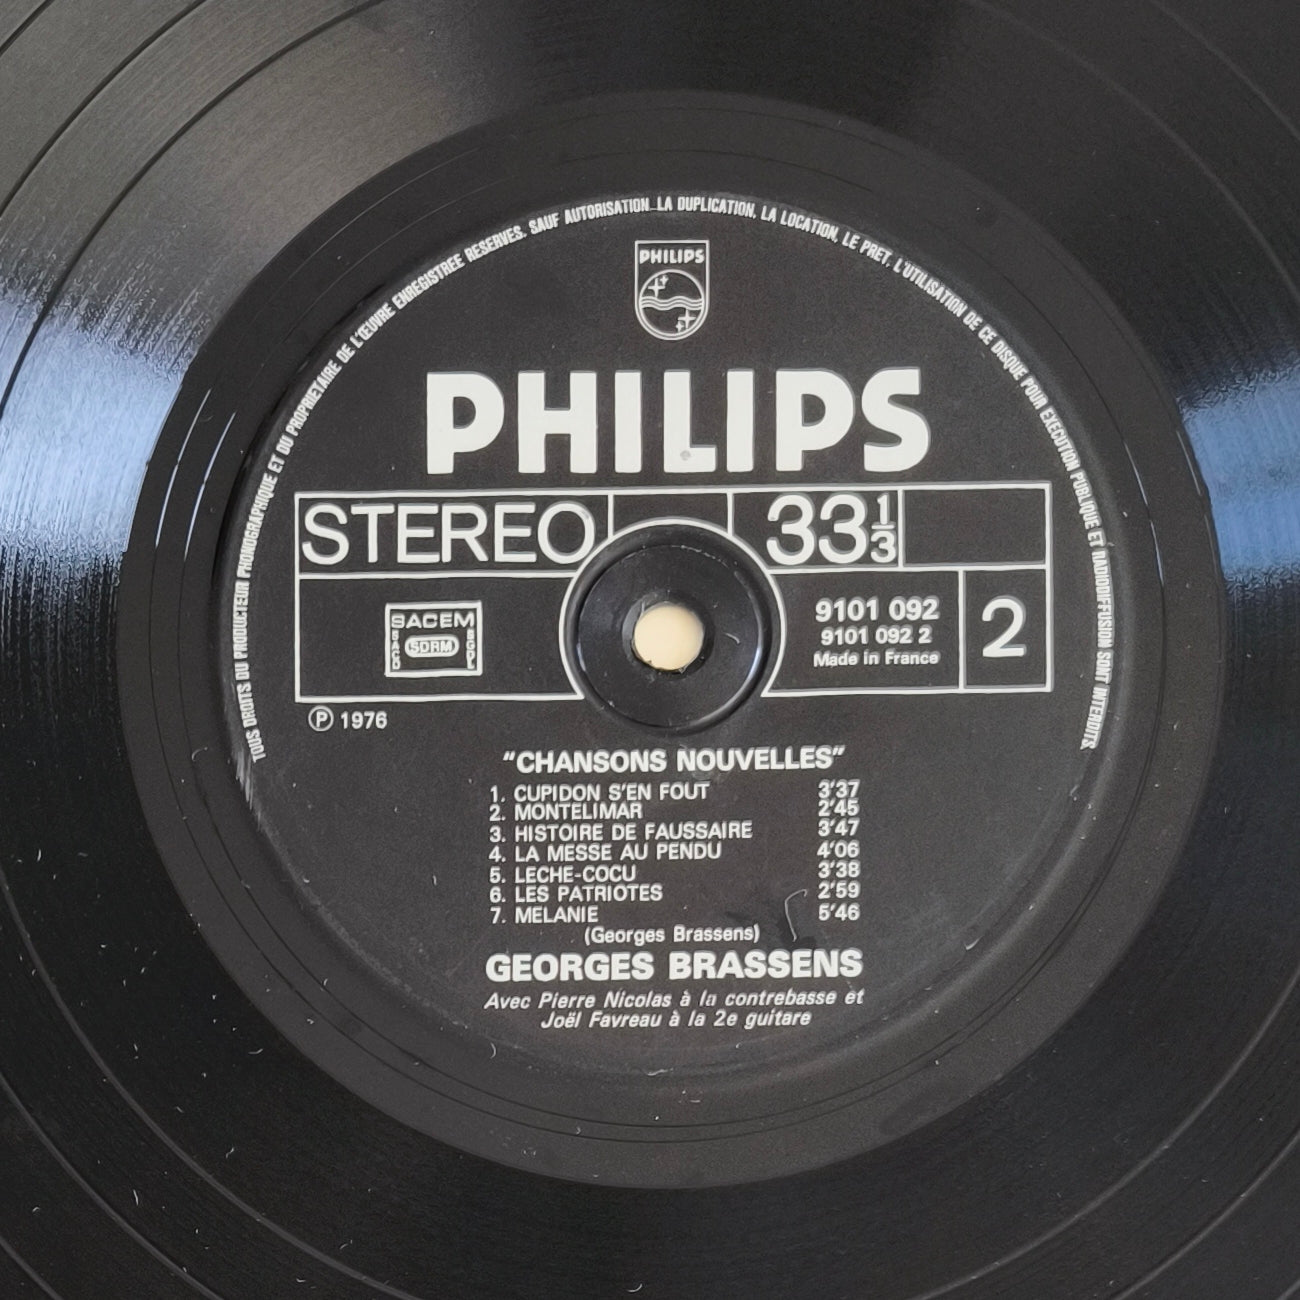 TOUS DROITS DU PRODUCTEUR PHONOGRAPHIQUE ET DU PROPRIETAIRE DE L'ŒUVRE ENREGISTREE RESERVES. SAUF AUTORISATION LA DUPLICATION, LA LOCATION, LE PRET, L'UTILISATION DE CE DISQUE POUR EXECUTION PUBLIQUE ET RADIODIFFUSION SONT INTERDITS
PHILIPS
PHILIPS
STEREO
33 1/3
SACEM
SACD
SDRM
SGDL
9101 092
9101 092 2
Made in France
2
Ⓟ 1976
"CHANSONS NOUVELLES"
1. CUPIDON S'EN FOUT 3'37
2. MONTELIMAR 2'45
3. HISTOIRE DE FAUSSAIRE 3'47
4. LA MESSE AU PENDU 4'06
5. LECHE-COCU 3'38
6. LES PATRIOTES 2'59
7. MELANIE 5'46
(Georges Brassens)
GEORGES BRASSENS
Avec Pierre Nicolas à la contrebasse et
Joël Favreau à la 2e guitare